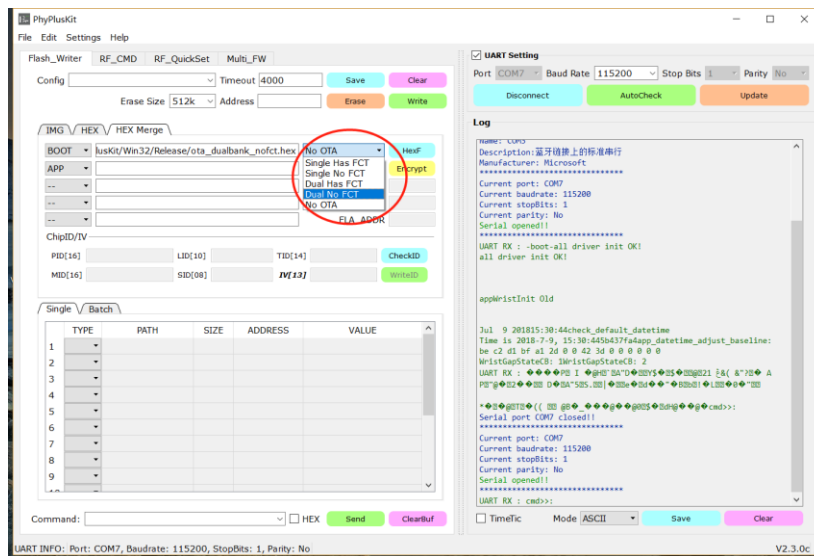 PhyPlusKit
File Edit Settings Help
Flash_Writer RF_CMD RF_QuickSet Multi_FW
Config Timeout 4000 Save Clear
Erase Size 512k Address Erase Write
IMG HEX HEX Merge
BOOT lusKit/Win32/Release/ota_dualbank_nofct.hex No OTA HexF
APP Encrypt
Single Has FCT
Single No FCT
Dual Has FCT
Dual No FCT
No OTA
--
--
-- FLA_ADDR
ChipID/IV
PID[16] LID[10] TID[14] CheckID
MID[16] SID[08] IV[13] WriteID
Single Batch
TYPE PATH SIZE ADDRESS VALUE
1
2
3
4
5
6
7
8
9
Command: HEX Send ClearBuf
UART Setting
Port COM7 Baud Rate 115200 Stop Bits 1 Parity No
Disconnect AutoCheck Update
Log
Description:蓝牙链接上的标准串行
Manufacturer: Microsoft
********************************
Current port: COM7
Current baudrate: 115200
Current stopBits: 1
Current parity: No
Serial opened!!
********************************
UART RX : -boot-all driver init OK!
all driver init OK!
appWristInit Old
Jul 9 201815:30:44check_default_datetime
Time is 2018-7-9, 15:30:445b437fa4app_datetime_adjust_baseline:
be c2 d1 bf a1 2d 0 0 42 3d 0 0 0 0 0 0
WristGapStateCB: 1WristGapStateCB: 2
UART RX :
cmd>>:
Serial port COM7 closed!!
********************************
Current port: COM7
Current baudrate: 115200
Current stopBits: 1
Current parity: No
Serial opened!!
********************************
UART RX : cmd>>:
TimeTic Mode ASCII Save Clear
UART INFO: Port: COM7, Baudrate: 115200, StopBits: 1, Parity: No V2.3.0c